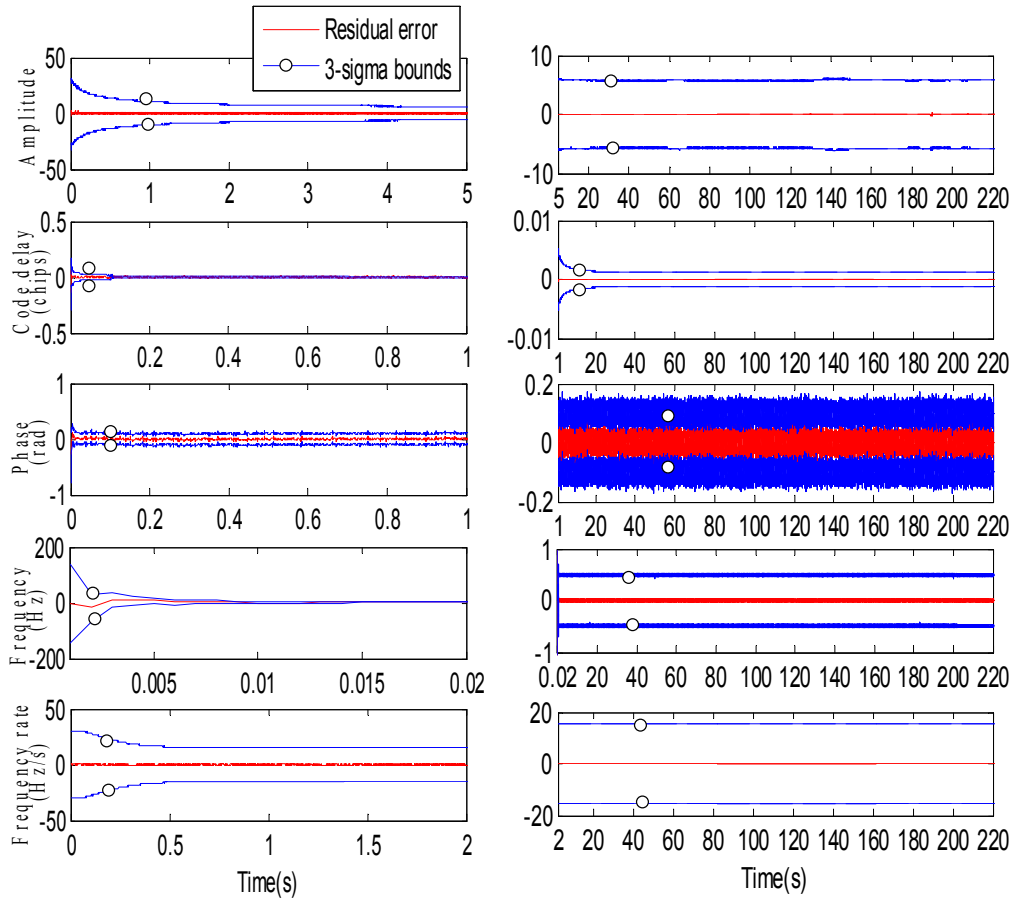 Residual error
3-sigma bounds
Amplitude
50
0
-50
0 1 2 3 4 5
10
0
-10
5 20 40 60 80 100 120 140 160 180 200 220
Code delay
(chips)
0.5
0
-0.5
0.2 0.4 0.6 0.8 1
0.01
0
-0.01
1 20 40 60 80 100 120 140 160 180 200 220
Phase
(rad)
1
0
-1
0 0.2 0.4 0.6 0.8 1
0.2
0
-0.2
1 20 40 60 80 100 120 140 160 180 200 220
Frequency
(Hz)
200
0
-200
0.005 0.01 0.015 0.02
1
0
-1
0.02 20 40 60 80 100 120 140 160 180 200 220
Frequency rate
(Hz/s)
50
0
-50
0 0.5 1 1.5 2
20
0
-20
2 20 40 60 80 100 120 140 160 180 200 220
Time(s)
Time(s)